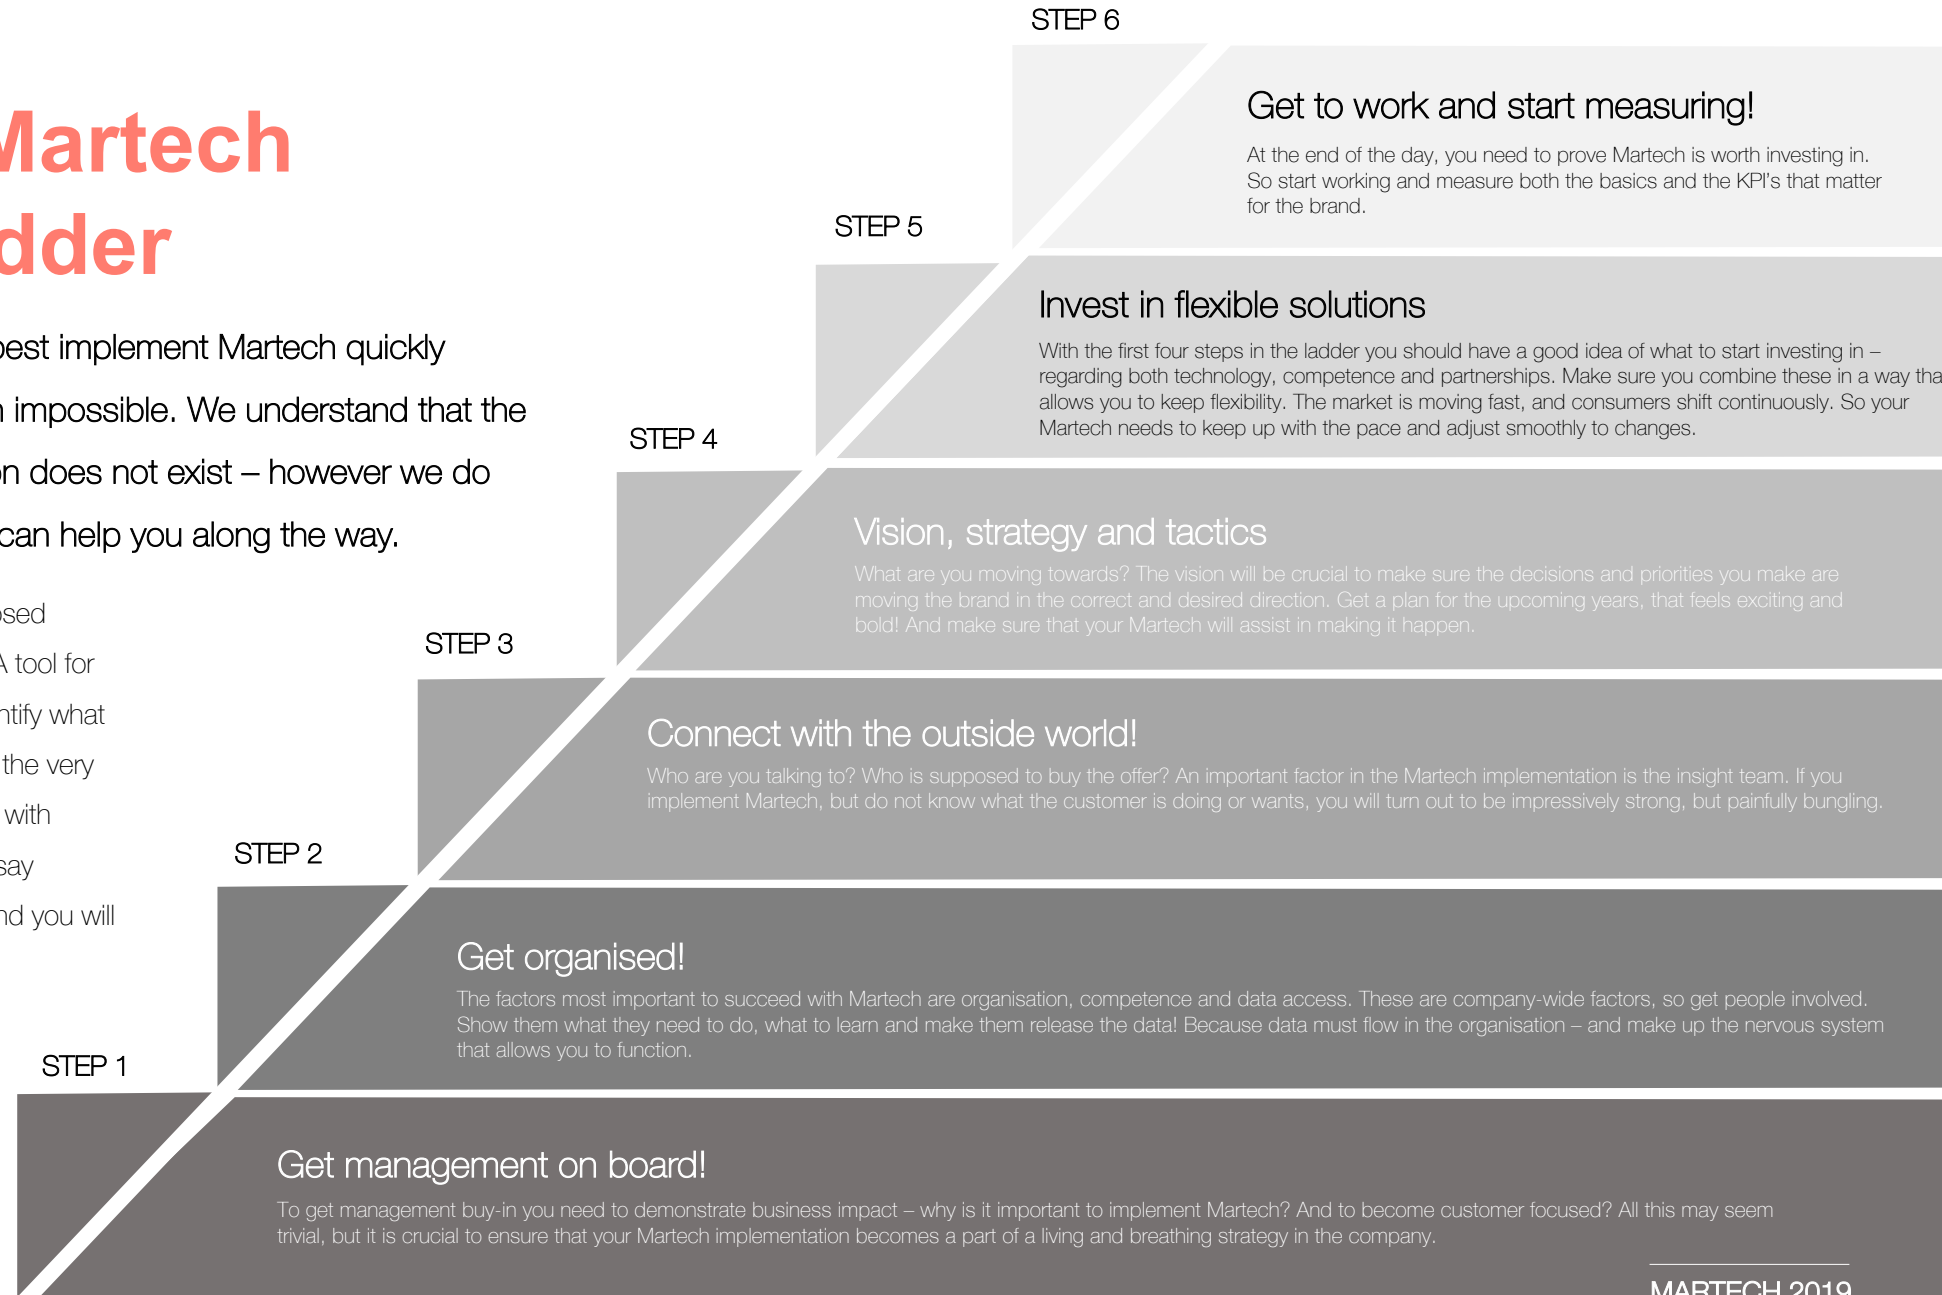 Martech
dder
best implement Martech quickly
impossible. We understand that the
on does not exist – however we do
can help you along the way.
osed
A tool for
ntify what
the very
with
say
nd you will
STEP 6
Get to work and start measuring!
At the end of the day, you need to prove Martech is worth investing in.
So start working and measure both the basics and the KPI's that matter
for the brand.
STEP 5
Invest in flexible solutions
With the first four steps in the ladder you should have a good idea of what to start investing in –
regarding both technology, competence and partnerships. Make sure you combine these in a way tha
allows you to keep flexibility. The market is moving fast, and consumers shift continuously. So your
Martech needs to keep up with the pace and adjust smoothly to changes.
STEP 4
Vision, strategy and tactics
What are you moving towards? The vision will be crucial to make sure the decisions and priorities you make are
moving the brand in the correct and desired direction. Get a plan for the upcoming years, that feels exciting and
bold! And make sure that your Martech will assist in making it happen.
STEP 3
Connect with the outside world!
Who are you talking to? Who is supposed to buy the offer? An important factor in the Martech implementation is the insight team. If you
implement Martech, but do not know what the customer is doing or wants, you will turn out to be impressively strong, but painfully bungling.
STEP 2
Get organised!
The factors most important to succeed with Martech are organisation, competence and data access. These are company-wide factors, so get people involved.
Show them what they need to do, what to learn and make them release the data! Because data must flow in the organisation – and make up the nervous system
that allows you to function.
STEP 1
Get management on board!
To get management buy-in you need to demonstrate business impact – why is it important to implement Martech? And to become customer focused? All this may seem
trivial, but it is crucial to ensure that your Martech implementation becomes a part of a living and breathing strategy in the company.
MARTECH 2019